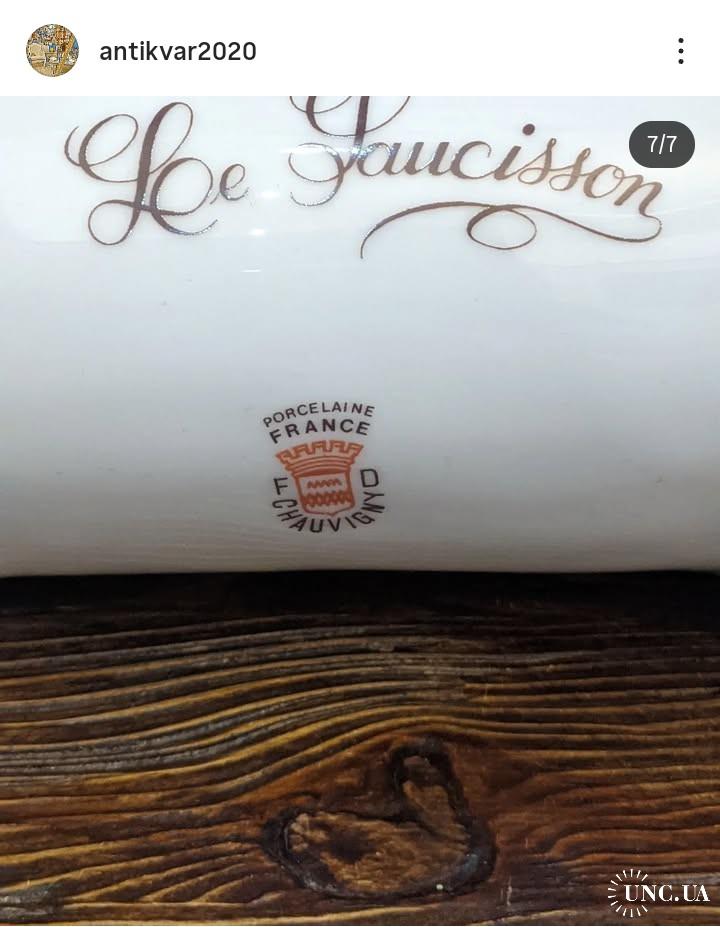 antikvar2020
7/7
Le Saucisson
PORCELAINE
FRANCE
F D
CHAUVIGNY
UNC.UA